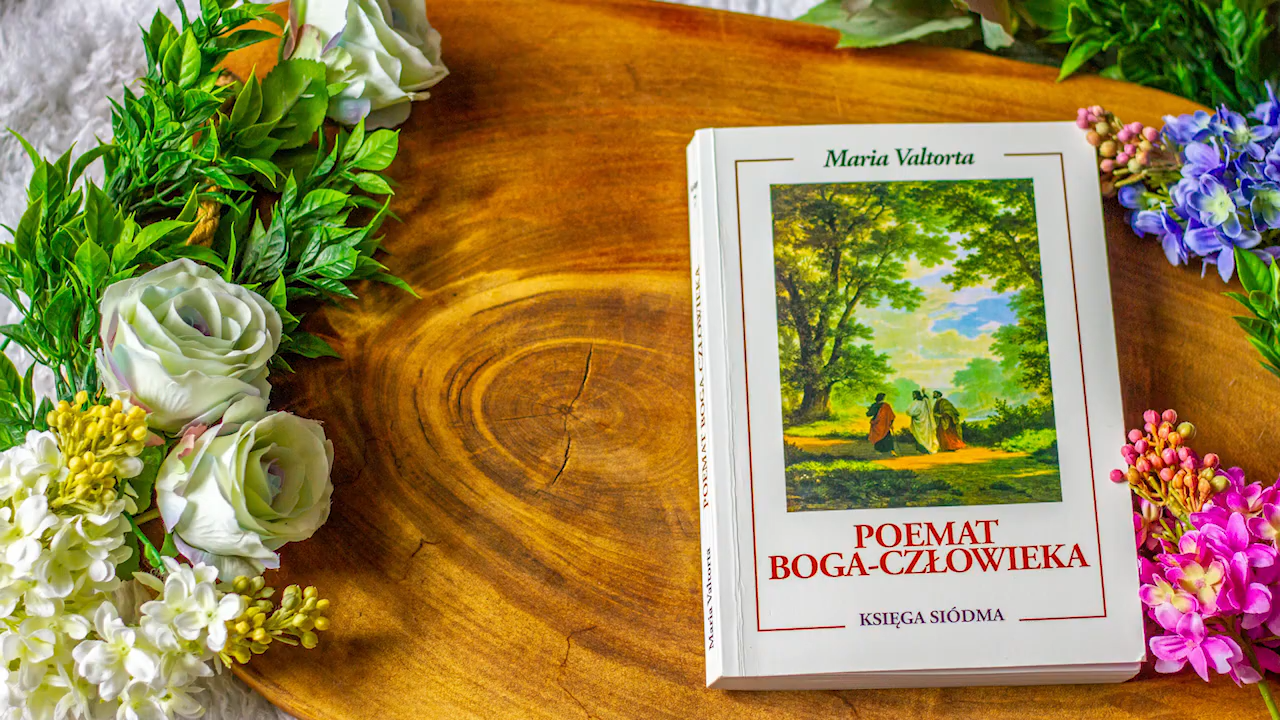 Maria Valtorta
POEMAT
BOGA-CZŁOWIEKA
KSIĘGA SIÓDMA
Maria Valtorta
POEMAT BOGA-CZŁOWIEKA